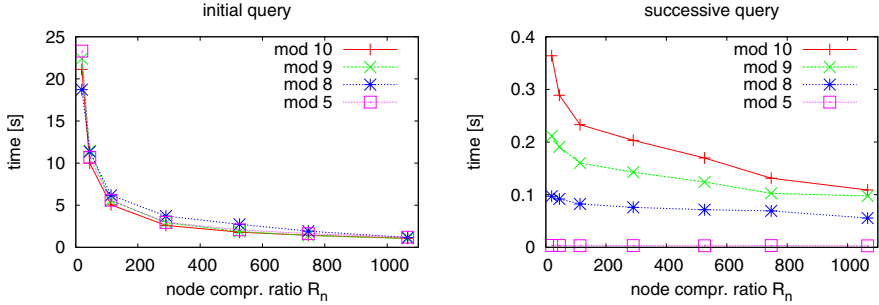 initial query
time [s]
25
20
15
10
5
0
0 200 400 600 800 1000
node compr. ratio Rn
mod 10
mod 9
mod 8
mod 5
successive query
time [s]
0.4
0.3
0.2
0.1
0
0 200 400 600 800 1000
node compr. ratio Rn
mod 10
mod 9
mod 8
mod 5